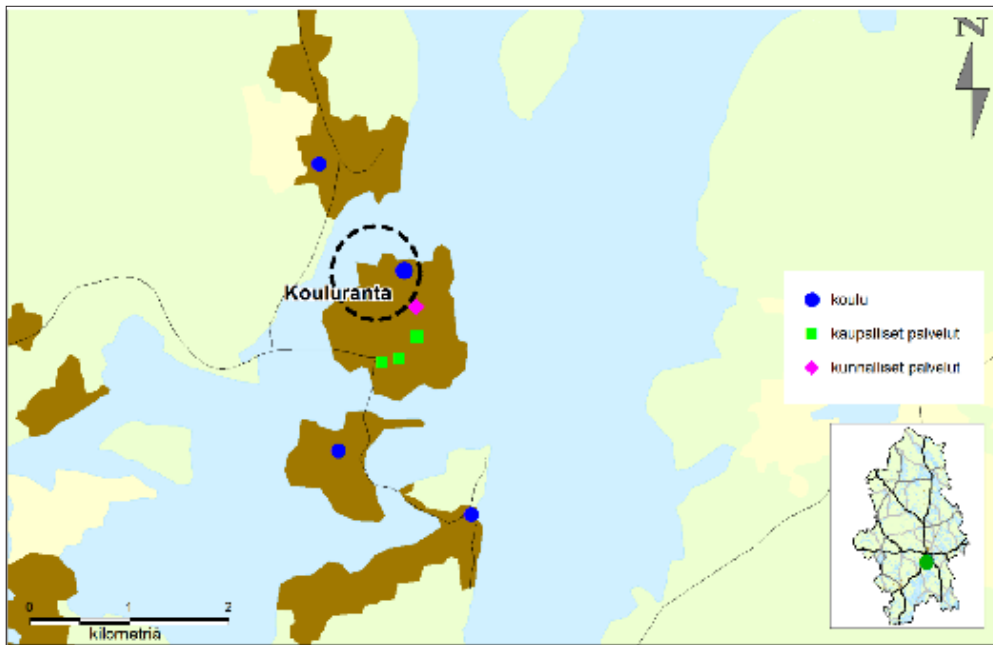 N
Kouluranta
koulu
kaupalliset palvelut
kunnalliset palvelut
0 1 2
kilometriä